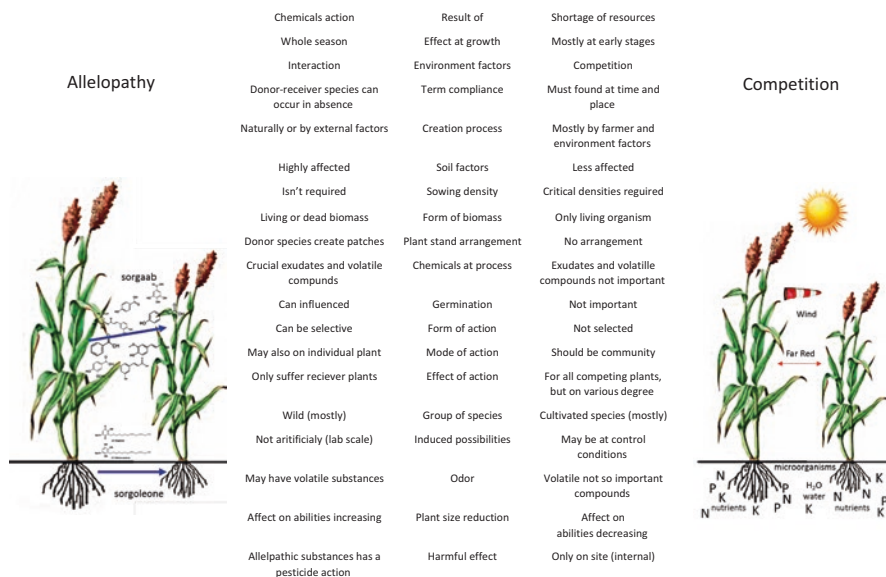 Allelopathy
Competition
Chemicals action Result of Shortage of resources
Whole season Effect at growth Mostly at early stages
Interaction Environment factors Competition
Donor-receiver species can Term compliance Must found at time and
occur in absence place
Naturally or by external factors Creation process Mostly by farmer and
environment factors
Highly affected Soil factors Less affected
Isn't required Sowing density Critical densities reguired
Living or dead biomass Form of biomass Only living organism
Donor species create patches Plant stand arrangement No arrangement
Crucial exudates and volatile Chemicals at process Exudates and volatille
compunds compounds not important
Can influenced Germination Not important
Can be selective Form of action Not selected
May also on individual plant Mode of action Should be community
Only suffer reciever plants Effect of action For all competing plants,
but on various degree
Wild (mostly) Group of species Cultivated species (mostly)
Not aritificialy (lab scale) Induced possibilities May be at control
conditions
May have volatile substances Odor Volatile not so important
compounds
Affect on abilities increasing Plant size reduction Affect on
abilities decreasing
Allelpathic substances has a Harmful effect Only on site (internal)
pesticide action
sorgaab
sorgoleone
Wind
Far Red
microorganisms
N K
P H₂O N
K N water P
N nutrients K P K nutrients K
N P